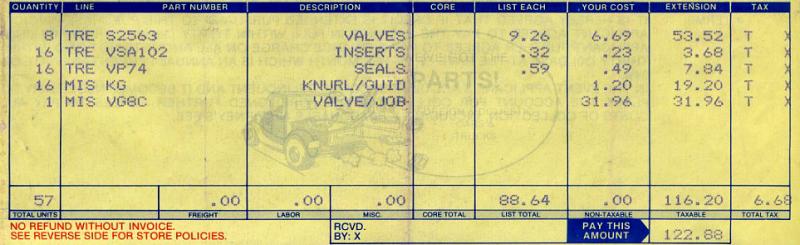 QUANTITY LINE PART NUMBER DESCRIPTION CORE LIST EACH YOUR COST EXTENSION TAX
8 TRE S2563 VALVES 9.26 6.69 53.52 T X
16 TRE VSA102 INSERTS .32 .23 3.68 T X
16 TRE VP74 SEALS .59 .49 7.84 T X
16 MIS KG KNURL/GUID 1.20 19.20 T X
1 MIS VG8C VALVE/JOB 31.96 31.96 T X
PARTS!
57 .00 .00 .00 88.64 .00 116.20 6.68
TOTAL UNITS FREIGHT LABOR MISC. CORE TOTAL LIST TOTAL NON-TAXABLE TAXABLE TOTAL TAX
NO REFUND WITHOUT INVOICE.
SEE REVERSE SIDE FOR STORE POLICIES.
RCVD.
BY: X
PAY THIS
AMOUNT 122.88